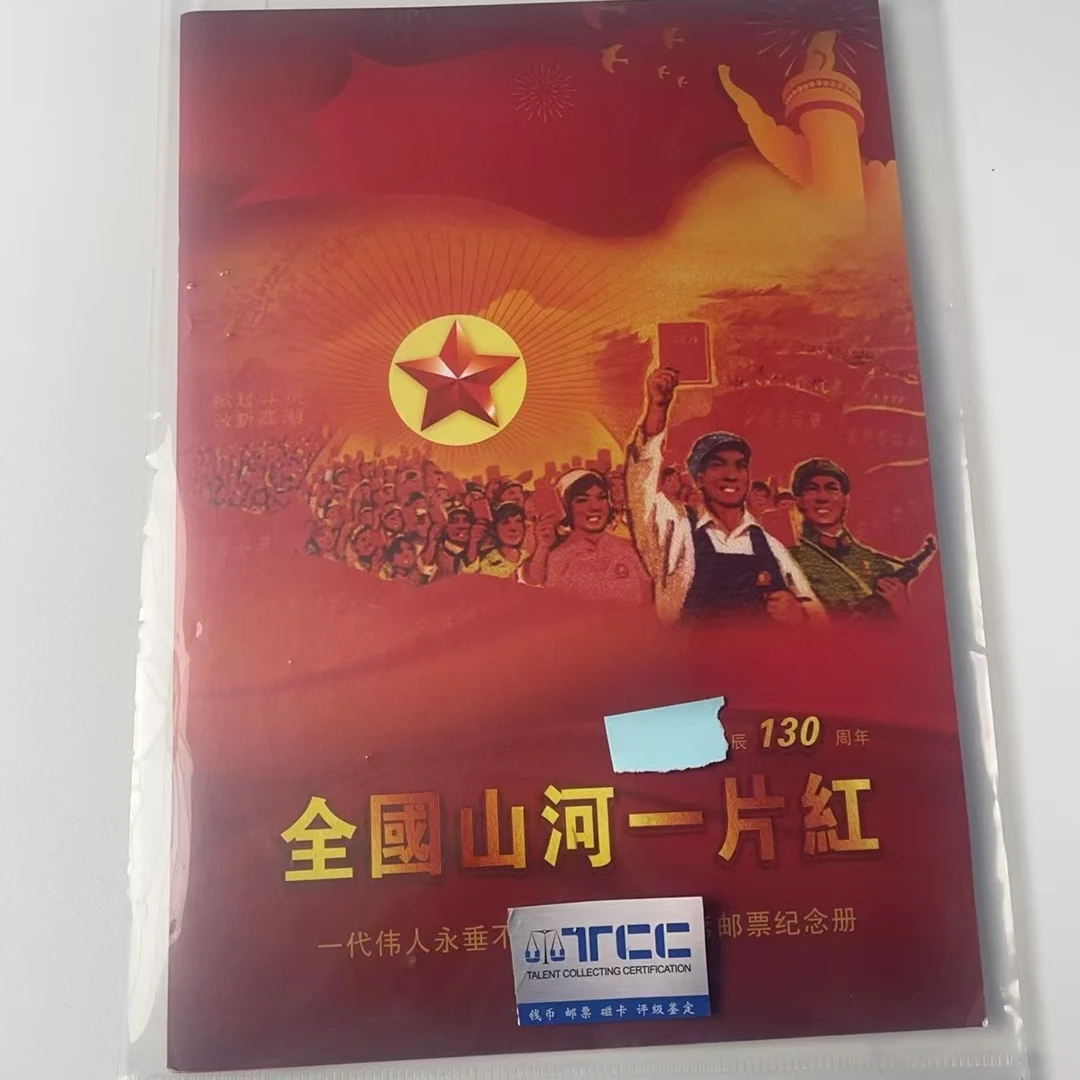 辰 130 周年
全國山河一片紅
一代伟人永垂不 邮票纪念册
TCC
TALENT COLLECTING CERTIFICATION
钱币 邮票 磁卡 评级鉴定